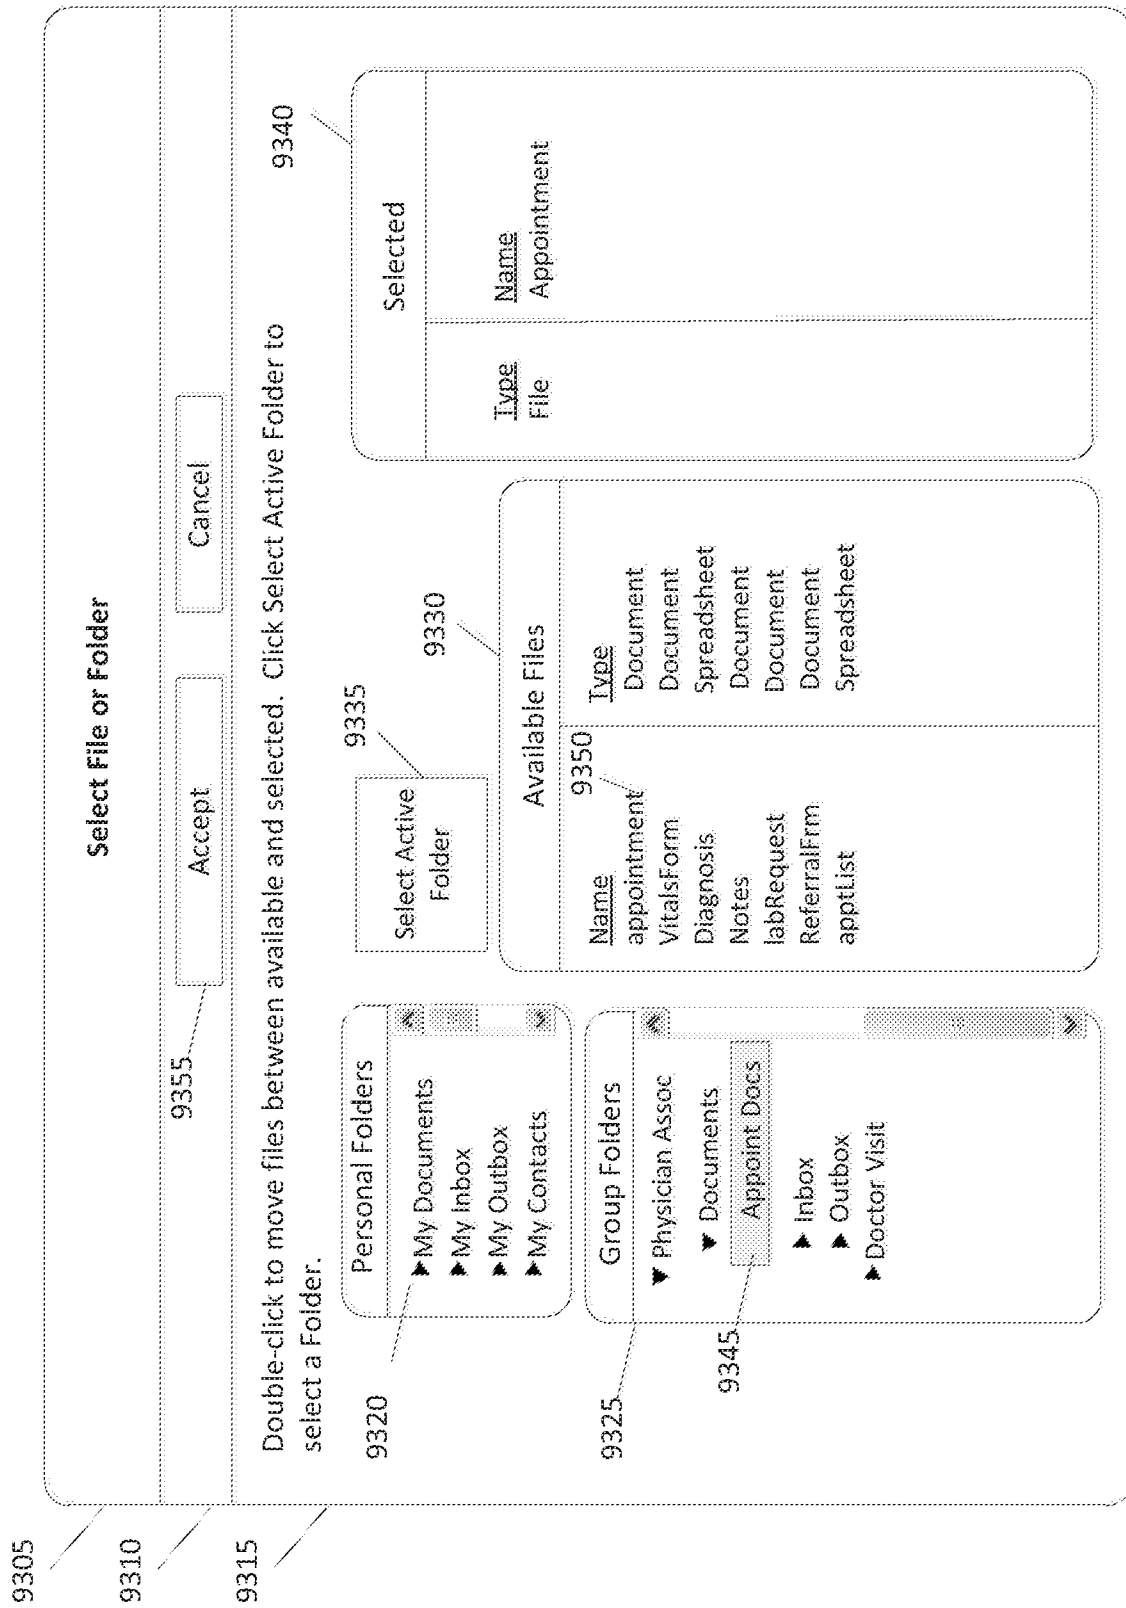 9305
Select File or Folder
9310
9355
Accept
Cancel
9315
Double-click to move files between available and selected. Click Select Active Folder to
select a Folder.
9320
Personal Folders
My Documents
My Inbox
My Outbox
My Contacts
9325
Group Folders
Physician Assoc
Documents
9345
Appoint Docs
Inbox
Outbox
Doctor Visit
9335
Select Active
Folder
9330
Available Files
9350
Name Type
appointment Document
VitalsForm Document
Diagnosis Spreadsheet
Notes Document
labRequest Document
ReferralFrm Document
apptList Spreadsheet
9340
Selected
Type Name
File Appointment